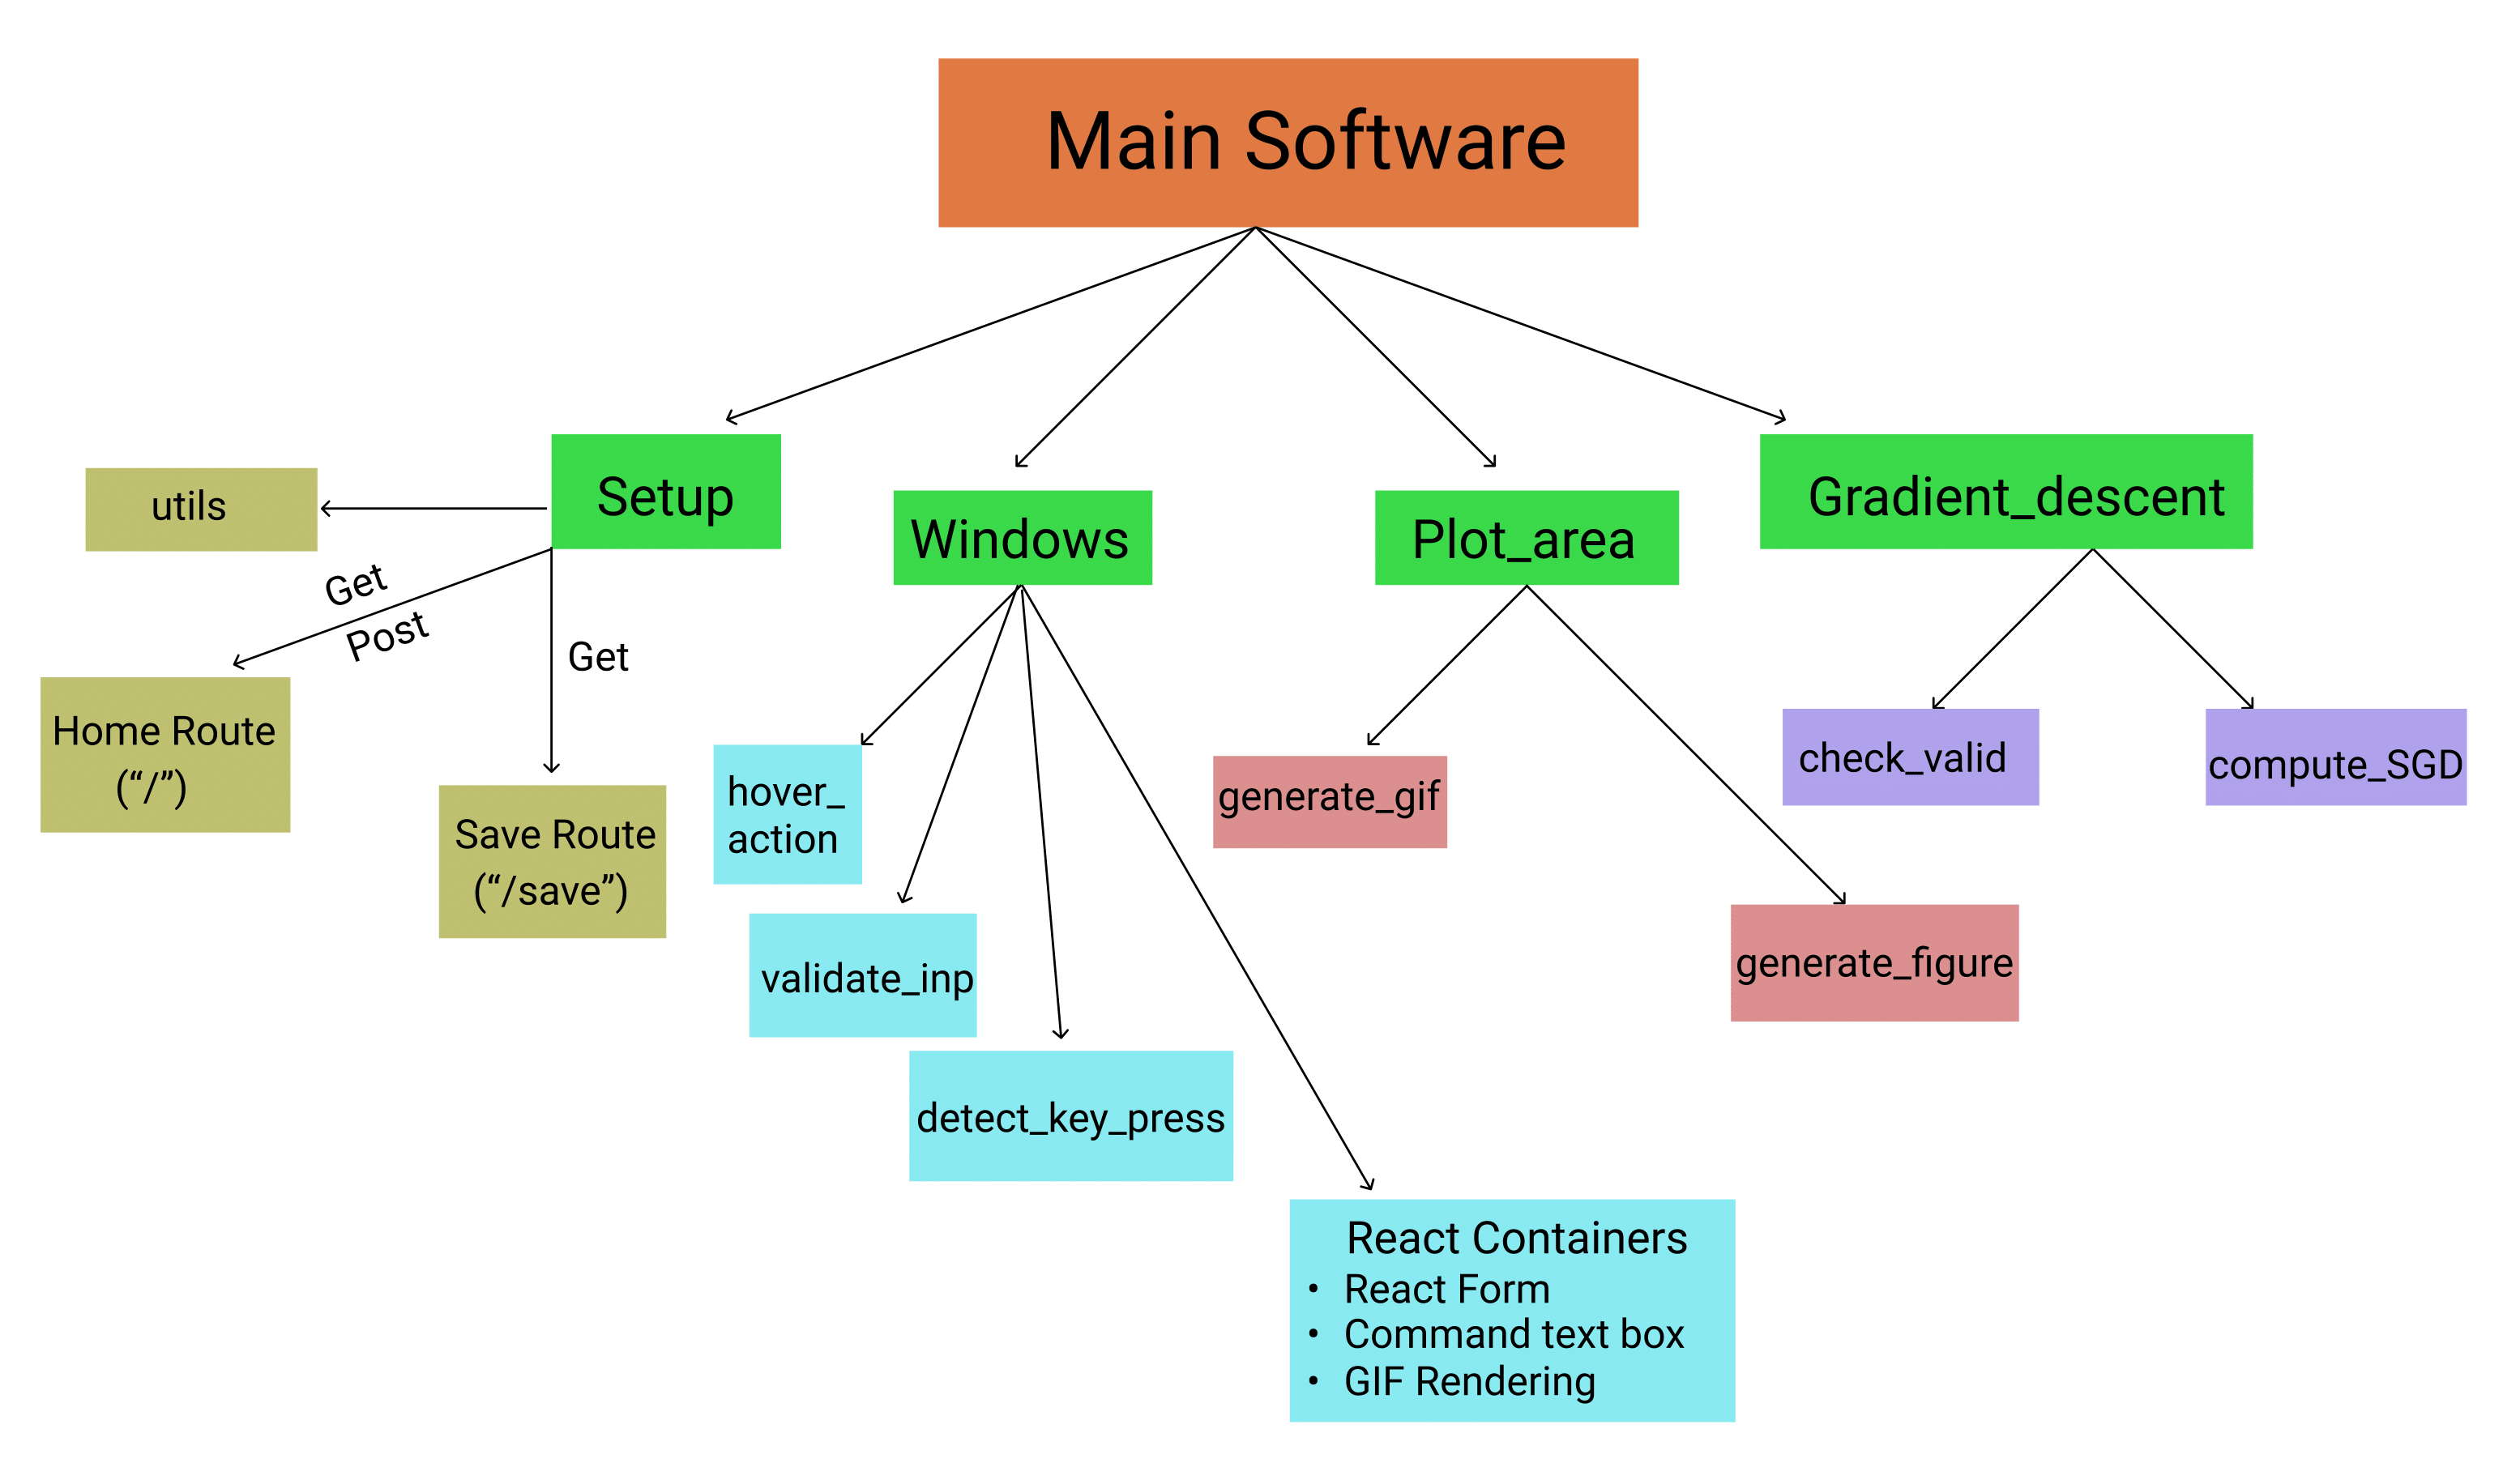 Main Software
Setup
utils
Windows
Plot_area
Gradient_descent
Get
Post
Get
Home Route
(“/”)
Save Route
(“/save”)
hover_
action
validate_inp
detect_key_press
React Containers
• React Form
• Command text box
• GIF Rendering
generate_gif
generate_figure
check_valid
compute_SGD